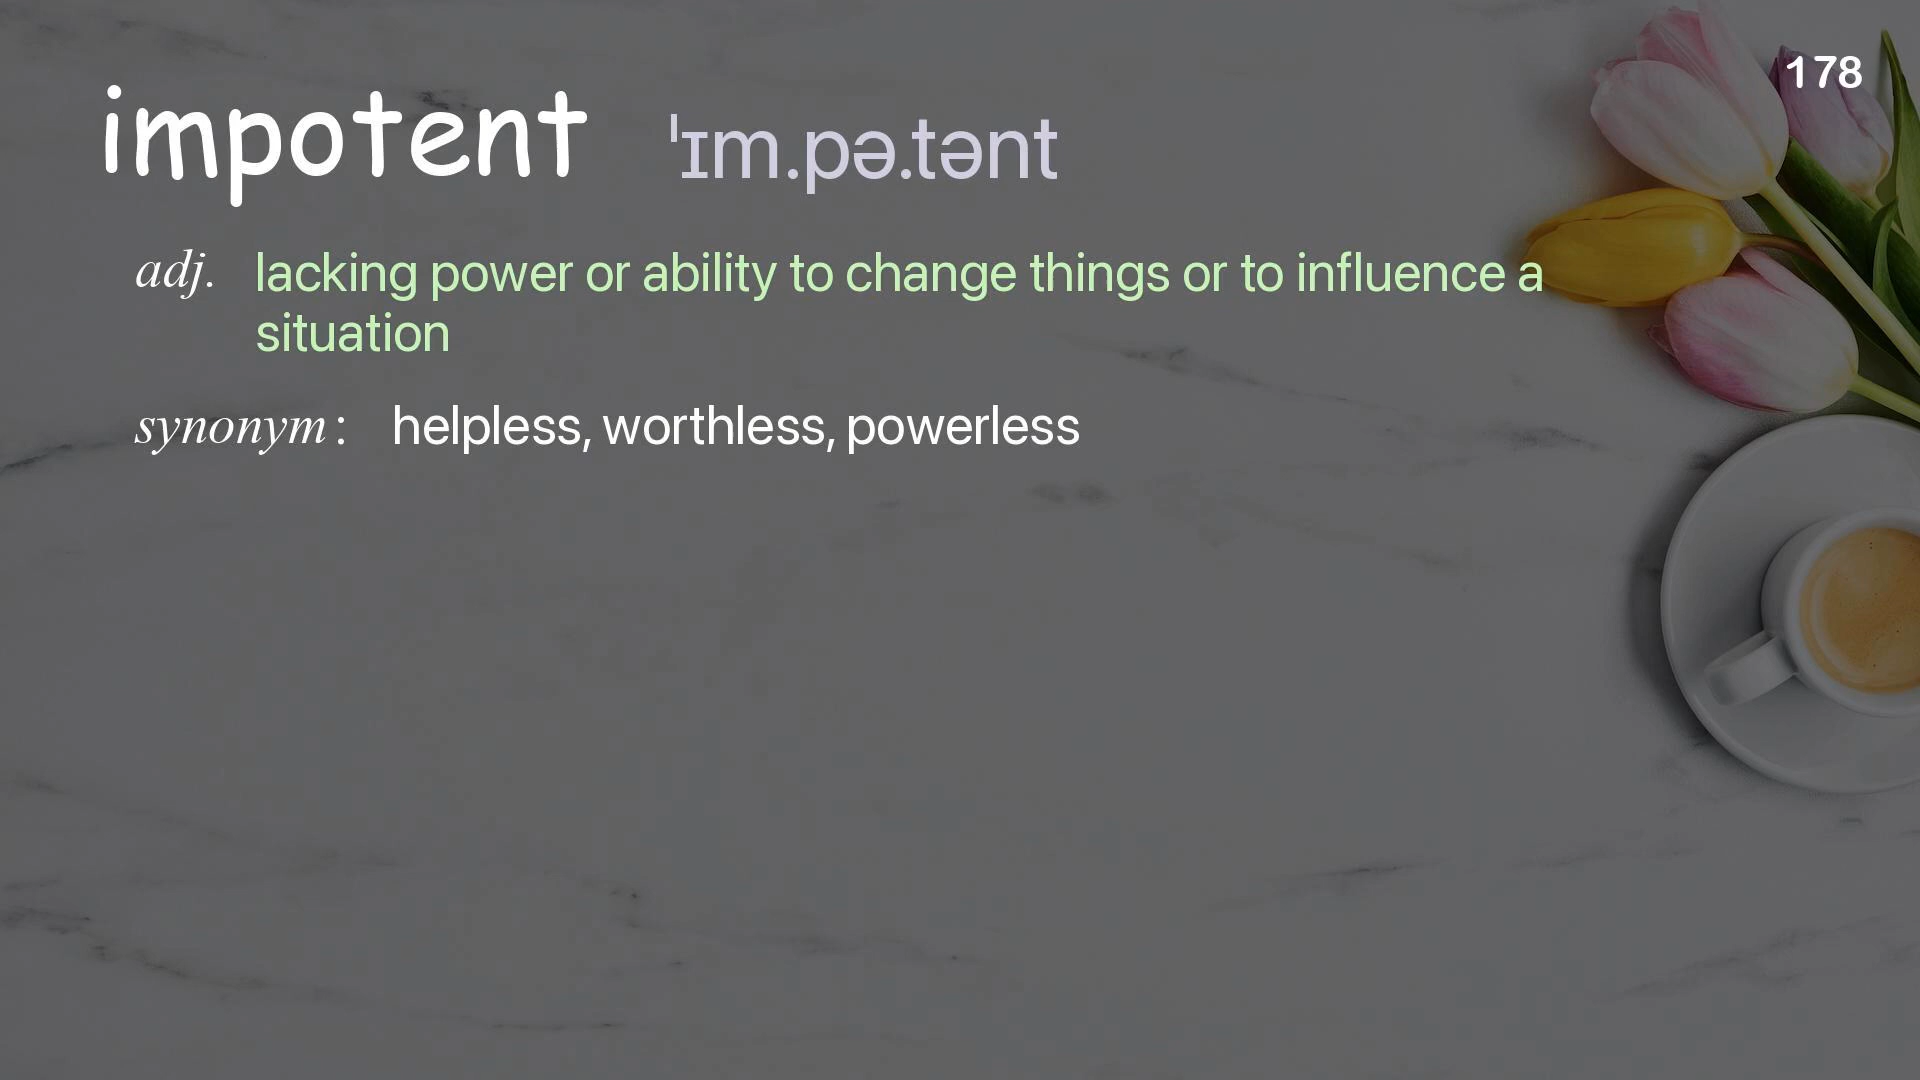 178
impotent ˈɪm.pə.tənt
adj. lacking power or ability to change things or to influence a
situation
synonym : helpless, worthless, powerless